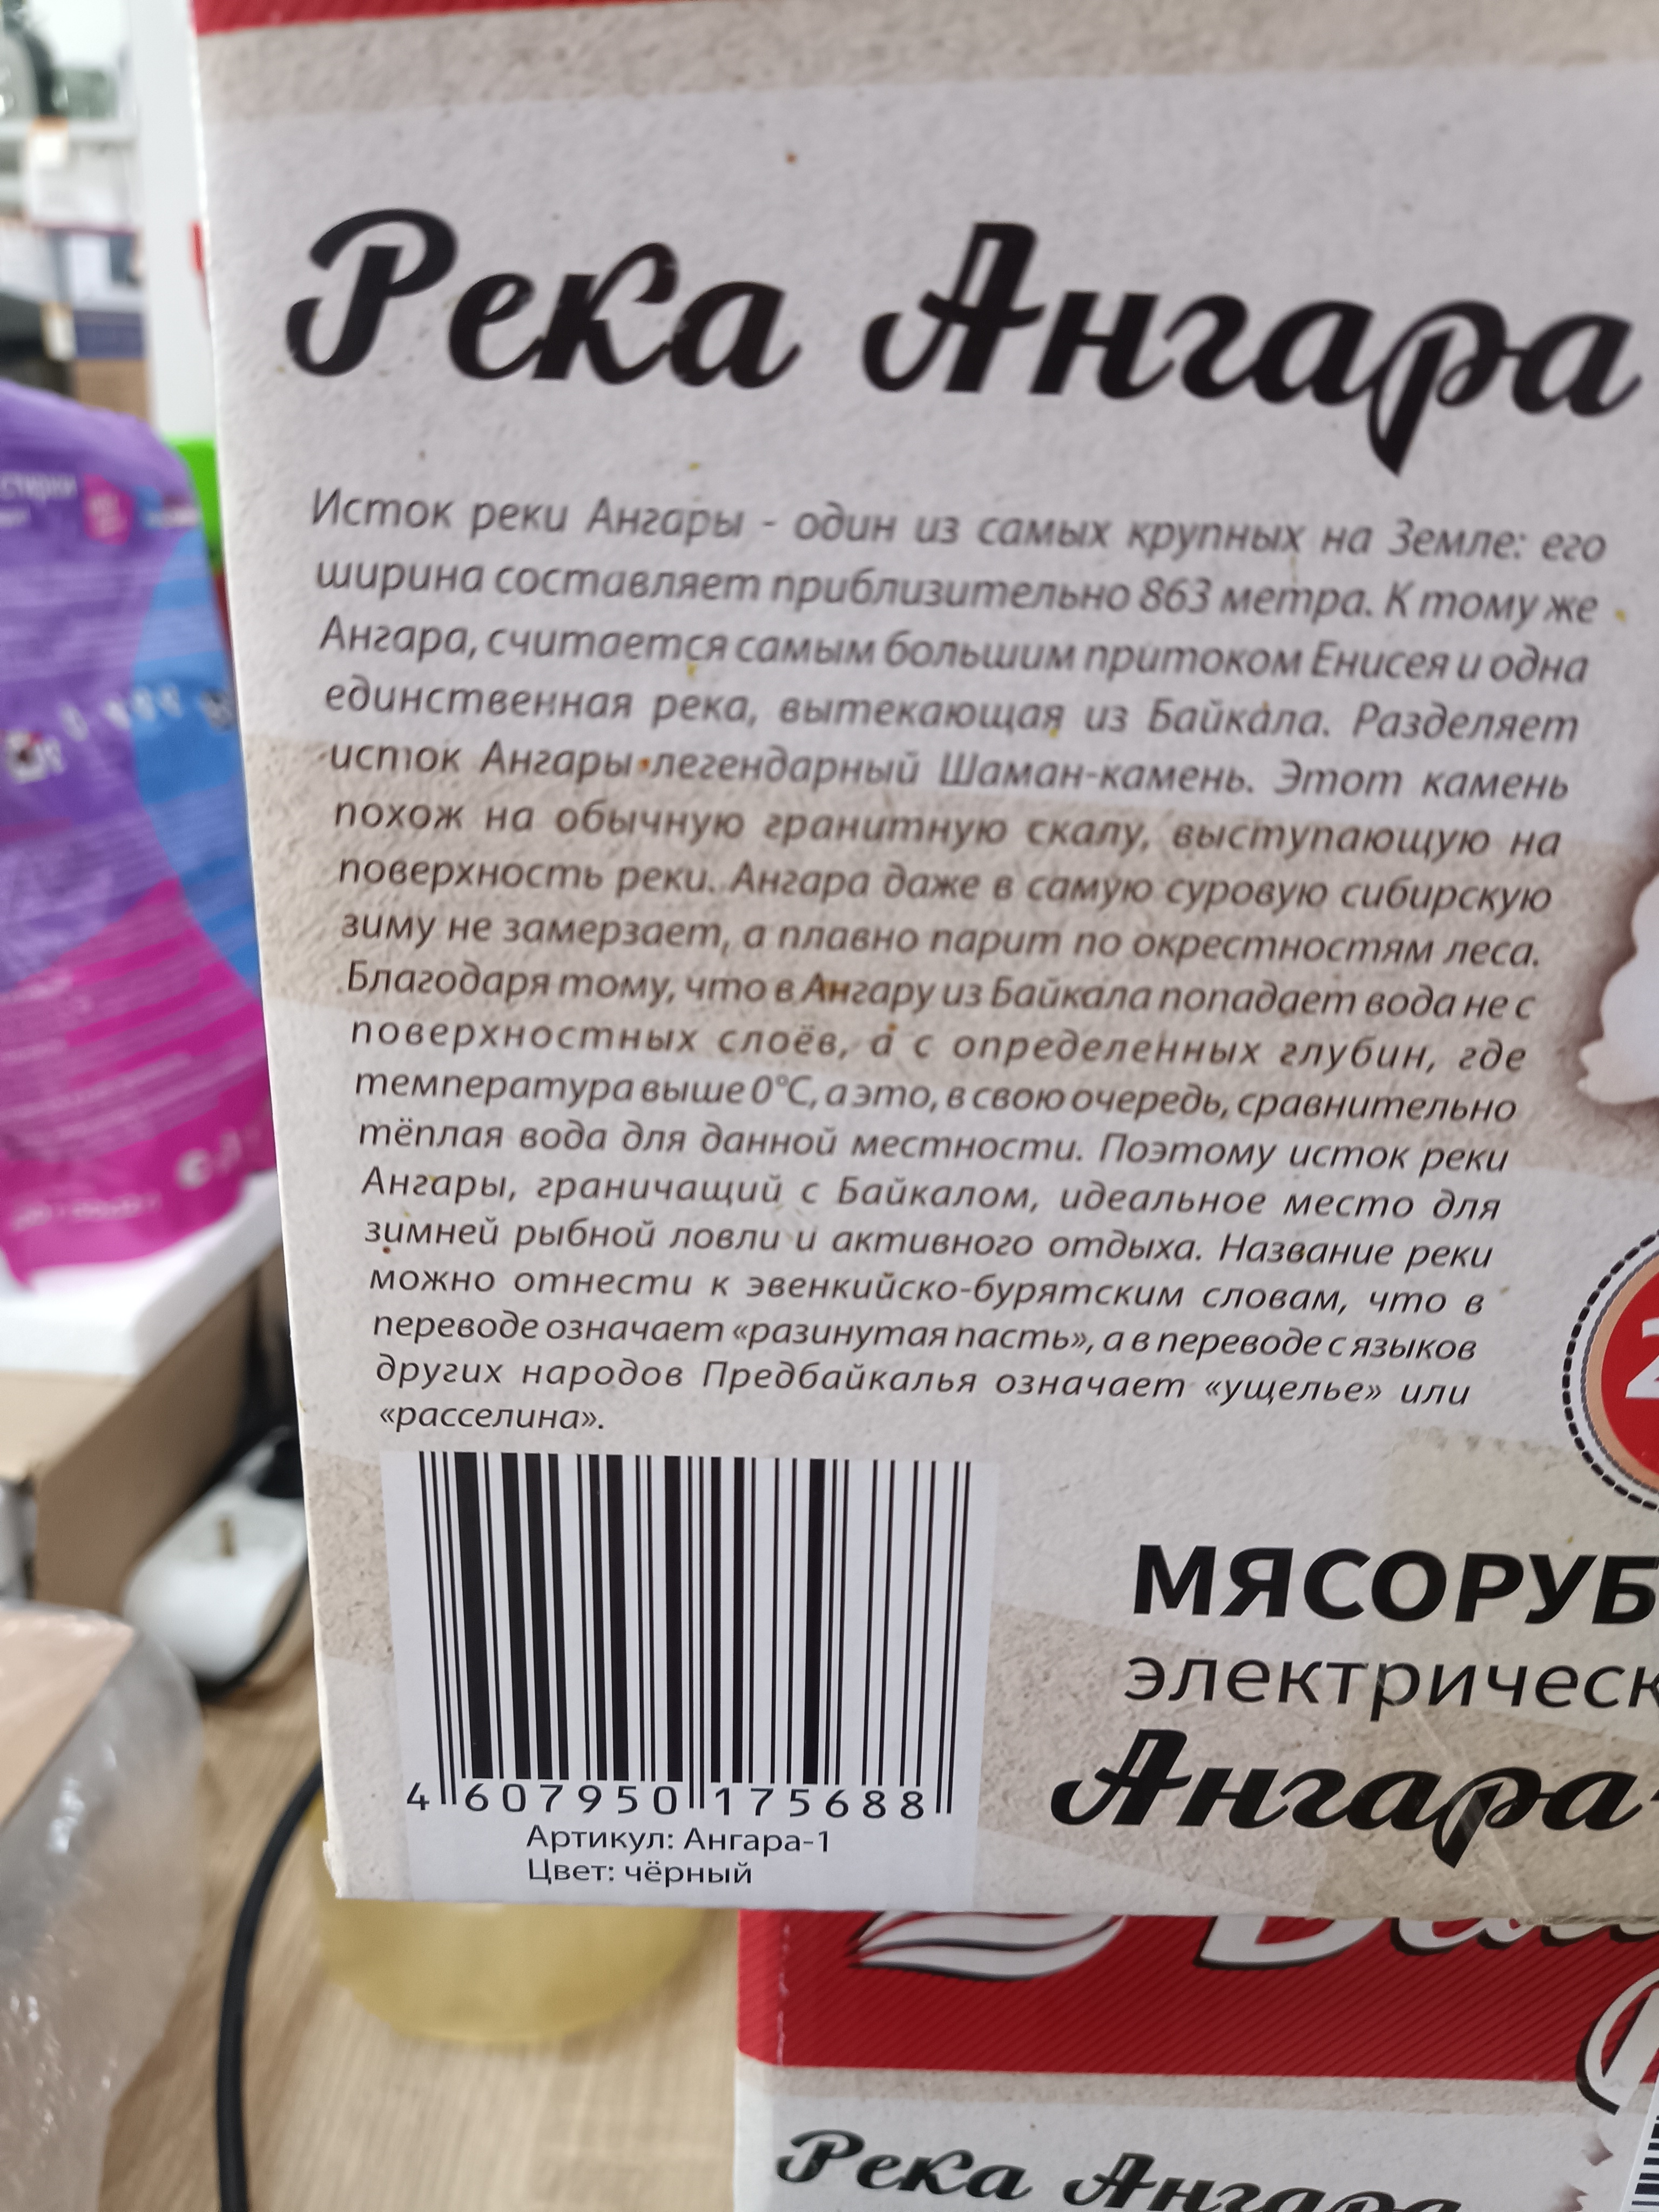 Река Ангара
Исток реки Ангары - один из самых крупных на Земле: его
ширина составляет приблизительно 863 метра. К тому же
Ангара, считается самым большим притоком Енисея и одна
единственная река, вытекающая из Байкала. Разделяет
исток Ангары легендарный Шаман-камень. Этот камень
похож на обычную гранитную скалу, выступающую на
поверхность реки. Ангара даже в самую суровую сибирскую
зиму не замерзает, а плавно парит по окрестностям леса.
Благодаря тому, что в Ангару из Байкала попадает вода не с
поверхностных слоёв, а с определенных глубин, где
температура выше 0°С, а это, в свою очередь, сравнительно
тёплая вода для данной местности. Поэтому исток реки
Ангары, граничащий с Байкалом, идеальное место для
зимней рыбной ловли и активного отдыха. Название реки
можно отнести к эвенкийско-бурятским словам, что в
переводе означает «разинутая пасть», а в переводе с языков
других народов Предбайкалья означает «ущелье» или
«расселина».
4 607950 175688
Артикул: Ангара-1
Цвет: чёрный
2
МЯСОРУБ
электрическ
Ангара-
Река Ангара